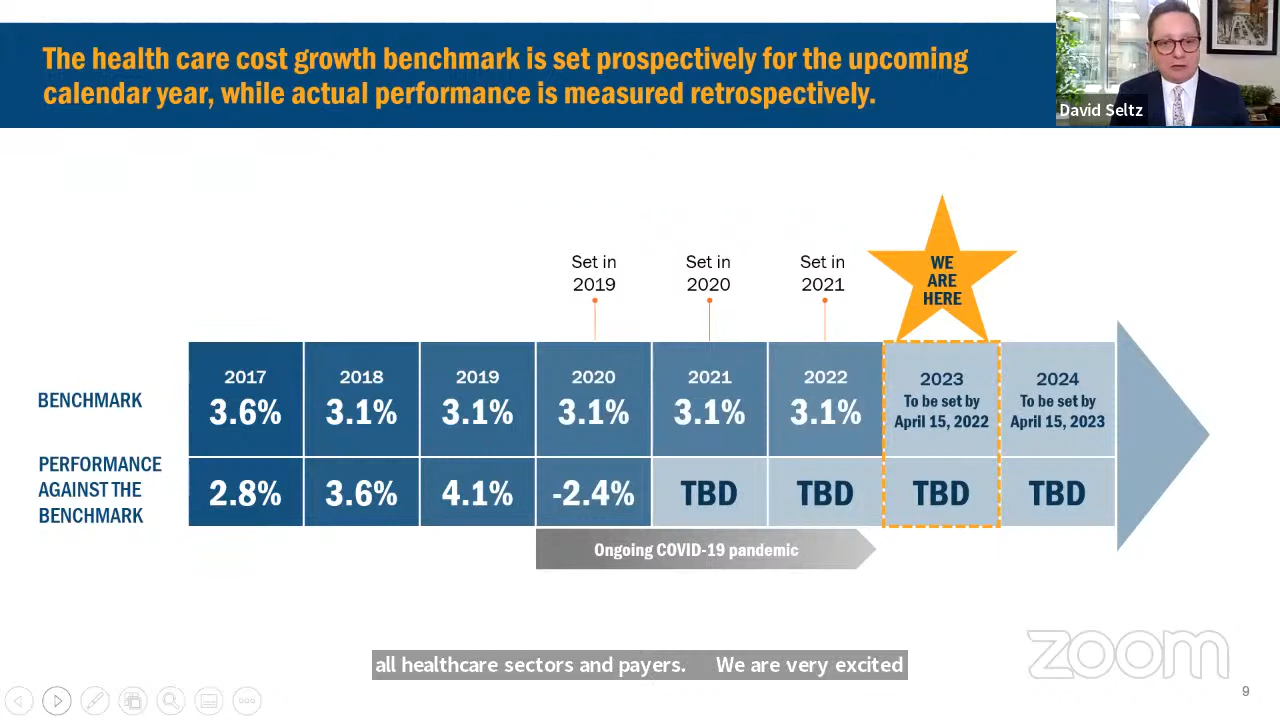 The health care cost growth benchmark is set prospectively for the upcoming
calendar year, while actual performance is measured retrospectively.
David Seltz
WE
ARE
HERE
Set in
2019
Set in
2020
Set in
2021
BENCHMARK
2017
3.6%
2018
3.1%
2019
3.1%
2020
3.1%
2021
3.1%
2022
3.1%
2023
To be set by
April 15, 2022
2024
To be set by
April 15, 2023
PERFORMANCE
AGAINST THE
BENCHMARK
2.8%
3.6%
4.1%
-2.4%
TBD
TBD
TBD
TBD
Ongoing COVID-19 pandemic
all healthcare sectors and payers. We are very excited
zoom
9